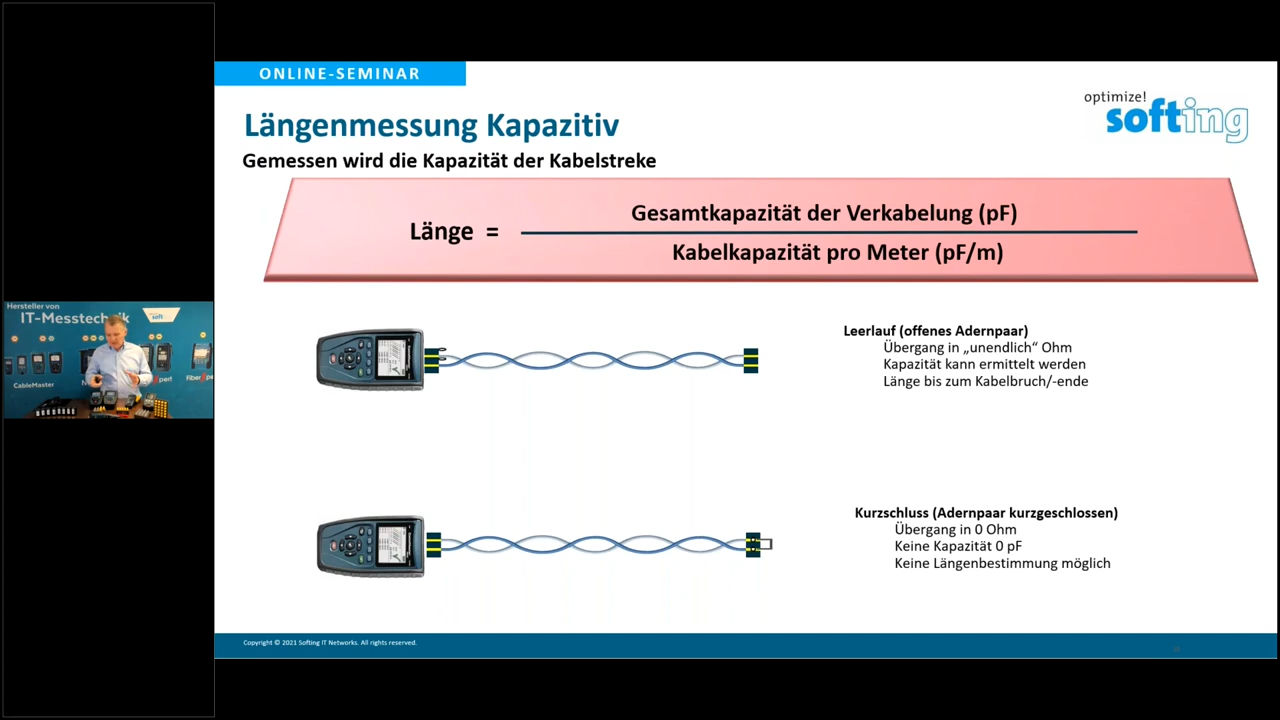 ONLINE-SEMINAR
optimize!
softing
Längenmessung Kapazitiv
Gemessen wird die Kapazität der Kabelstreke
Länge =
Gesamtkapazität der Verkabelung (pF)
Kabelkapazität pro Meter (pF/m)
Hersteller von
IT-Messtechnik
soft
CableMaster
Leerlauf (offenes Adernpaar)
Übergang in „unendlich“ Ohm
Kapazität kann ermittelt werden
Länge bis zum Kabelbruch/-ende
Kurzschluss (Adernpaar kurzgeschlossen)
Übergang in 0 Ohm
Keine Kapazität 0 pF
Keine Längenbestimmung möglich
Copyright © 2021 Softing IT Networks. All rights reserved.